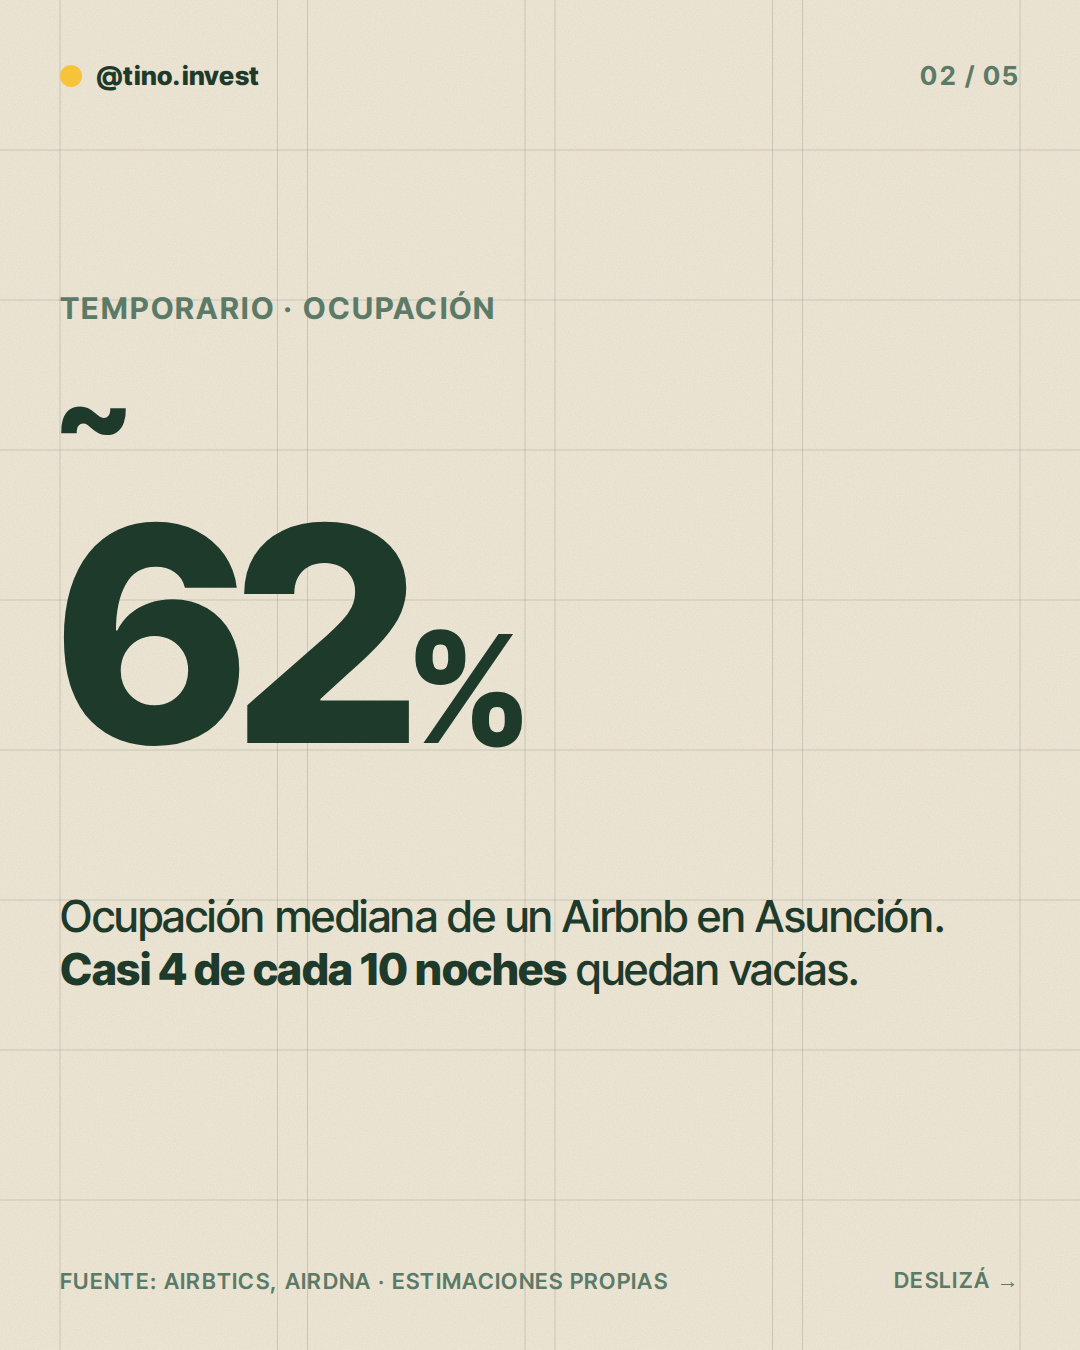 @tino.invest
02 / 05
TEMPORARIO · OCUPACIÓN
~
62%
Ocupación mediana de un Airbnb en Asunción.
Casi 4 de cada 10 noches quedan vacías.
FUENTE: AIRBTICS, AIRDNA · ESTIMACIONES PROPIAS
DESLIZÁ →